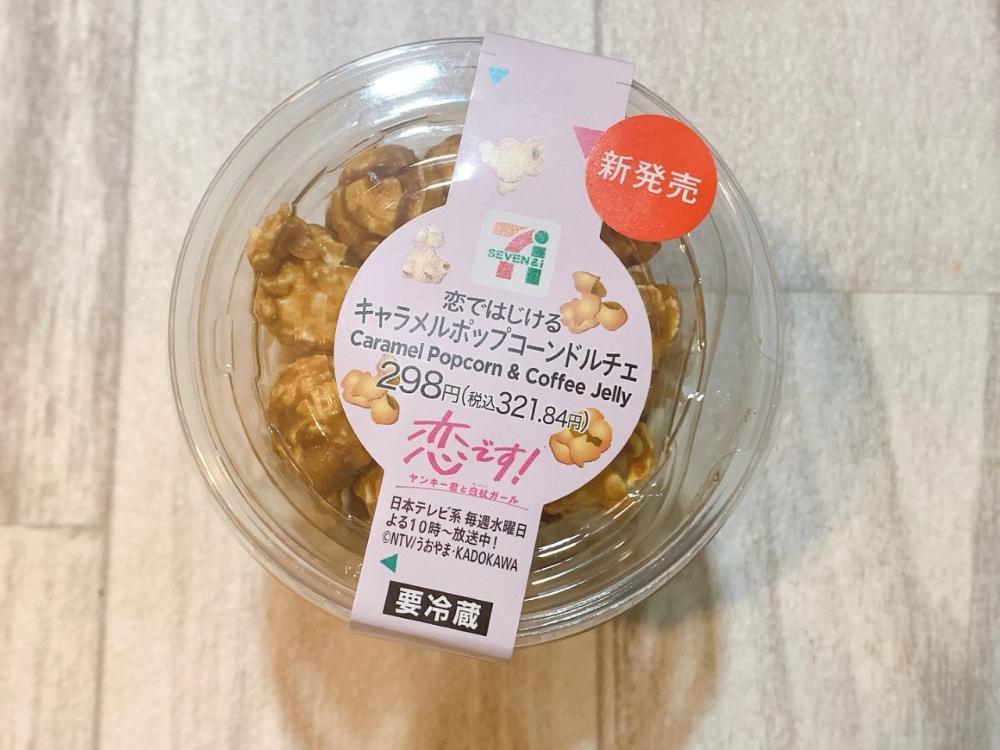 新発売
7i
SEVEN&i
恋ではじける
キャラメルポップコーンドルチェ
Caramel Popcorn & Coffee Jelly
298円(税込321.84円)
恋です!
ヤンキー君と白杖ガール
日本テレビ系 毎週水曜日
よる10時~放送中!
©NTV/うおやま・KADOKAWA
要冷蔵